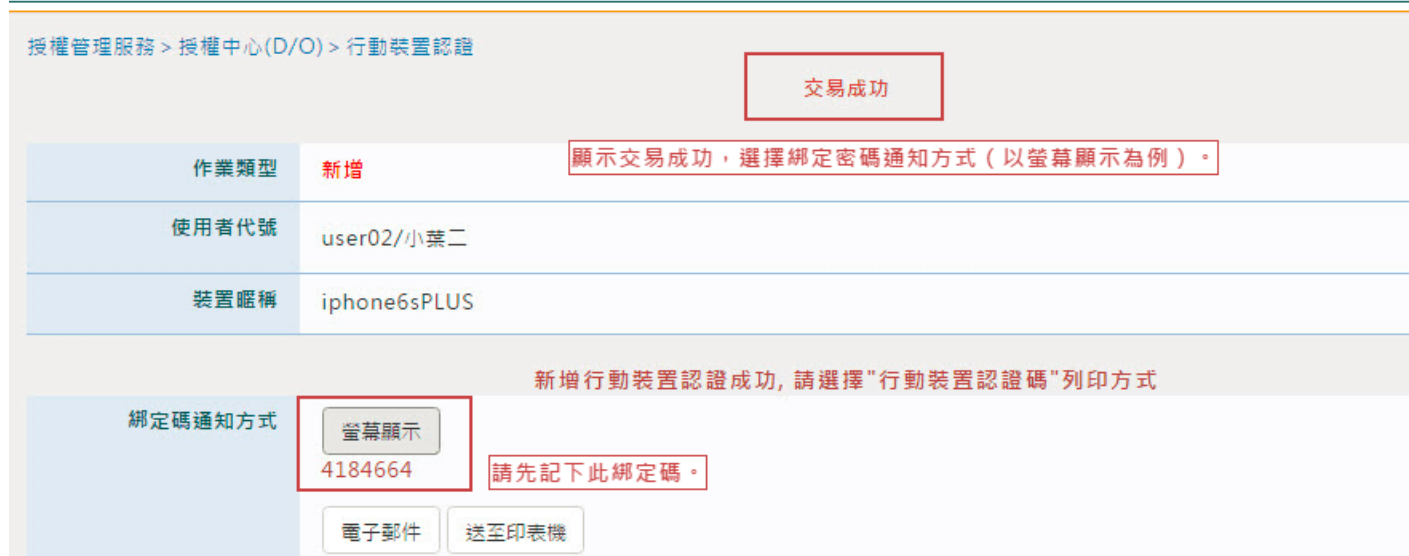 授權管理服務 > 授權中心(D/O) > 行動裝置認證
交易成功
顯示交易成功，選擇綁定密碼通知方式（以螢幕顯示為例）。
作業類型 新增
使用者代號 user02/小葉二
裝置暱稱 iphone6sPLUS
新增行動裝置認證成功, 請選擇"行動裝置認證碼"列印方式
綁定碼通知方式 螢幕顯示
4184664 請先記下此綁定碼。
電子郵件 送至印表機